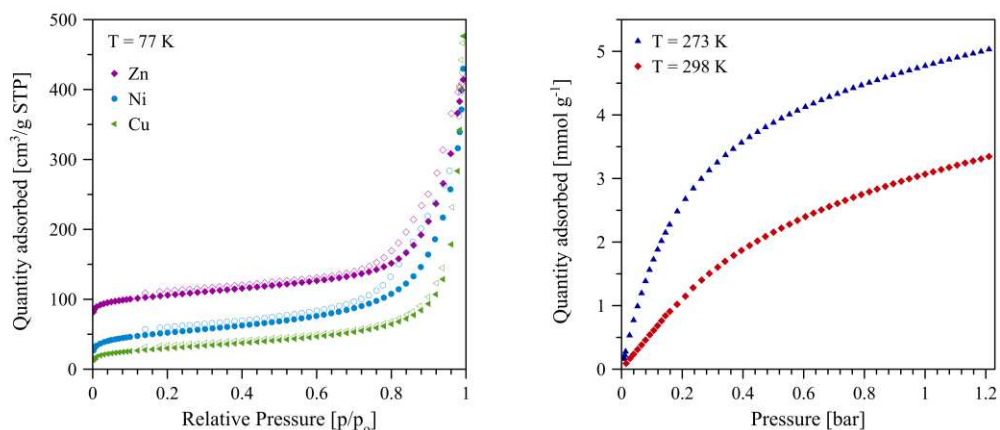 T = 77 K
Zn
Ni
Cu
Quantity adsorbed [cm³/g STP]
500
400
300
200
100
0
0 0.2 0.4 0.6 0.8 1
Relative Pressure [p/pₒ]
T = 273 K
T = 298 K
Quantity adsorbed [mmol g⁻¹]
5
4
3
2
1
0
0 0.2 0.4 0.6 0.8 1 1.2
Pressure [bar]